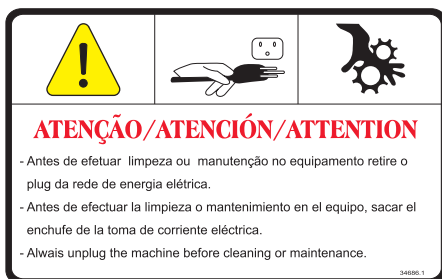 ATENÇÃO/ATENCIÓN/ATTENTION
- Antes de efetuar limpeza ou manutenção no equipamento retire o
plug da rede de energia elétrica.
- Antes de efectuar la limpieza o mantenimiento en el equipo, sacar el
enchufe de la toma de corriente eléctrica.
- Alwais unplug the machine before cleaning or maintenance.
34686.1